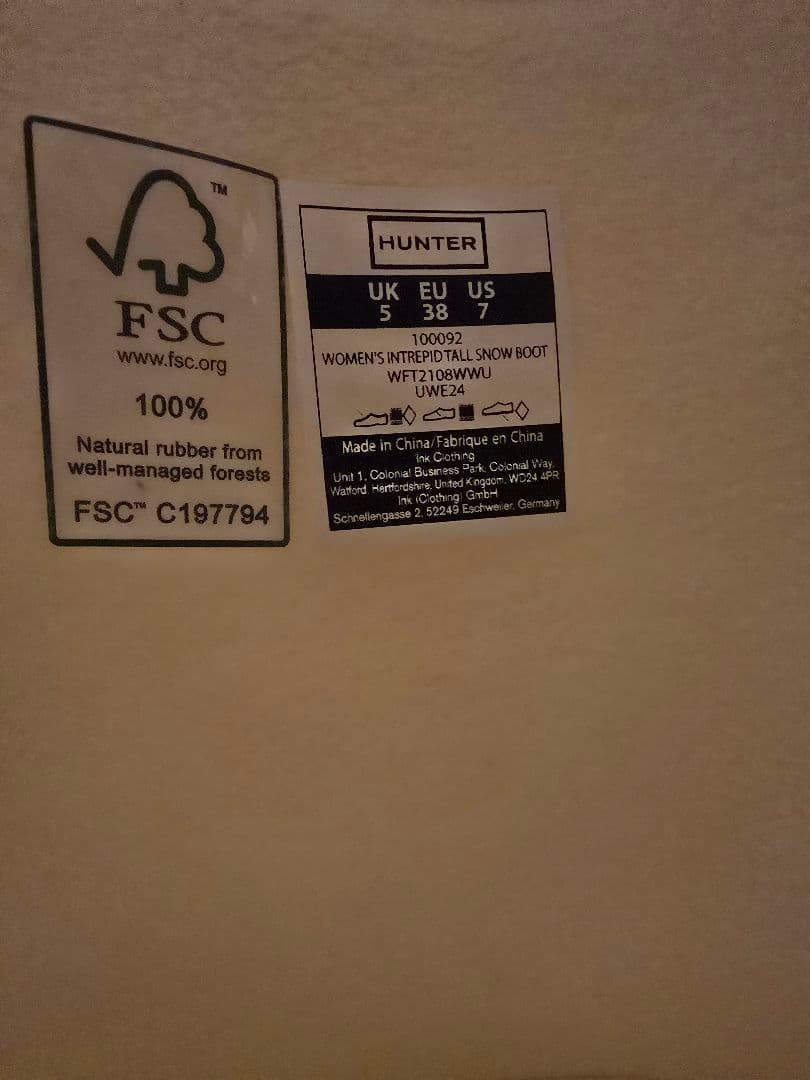 TM
FSC
www.fsc.org
100%
Natural rubber from
well-managed forests
FSC™ C197794
HUNTER
UK EU US
5 38 7
100092
WOMEN'S INTREPID TALL SNOW BOOT
WFT2108WWU
UWE24
Made in China/Fabrique en China
Ink Clothing
Unit 1, Colonial Business Park, Colonial Way,
Watford, Hertfordshire, United Kingdom, WD24 4PR
Ink (Clothing) GmbH
Schnellengasse 2, 52249 Eschweiler, Germany